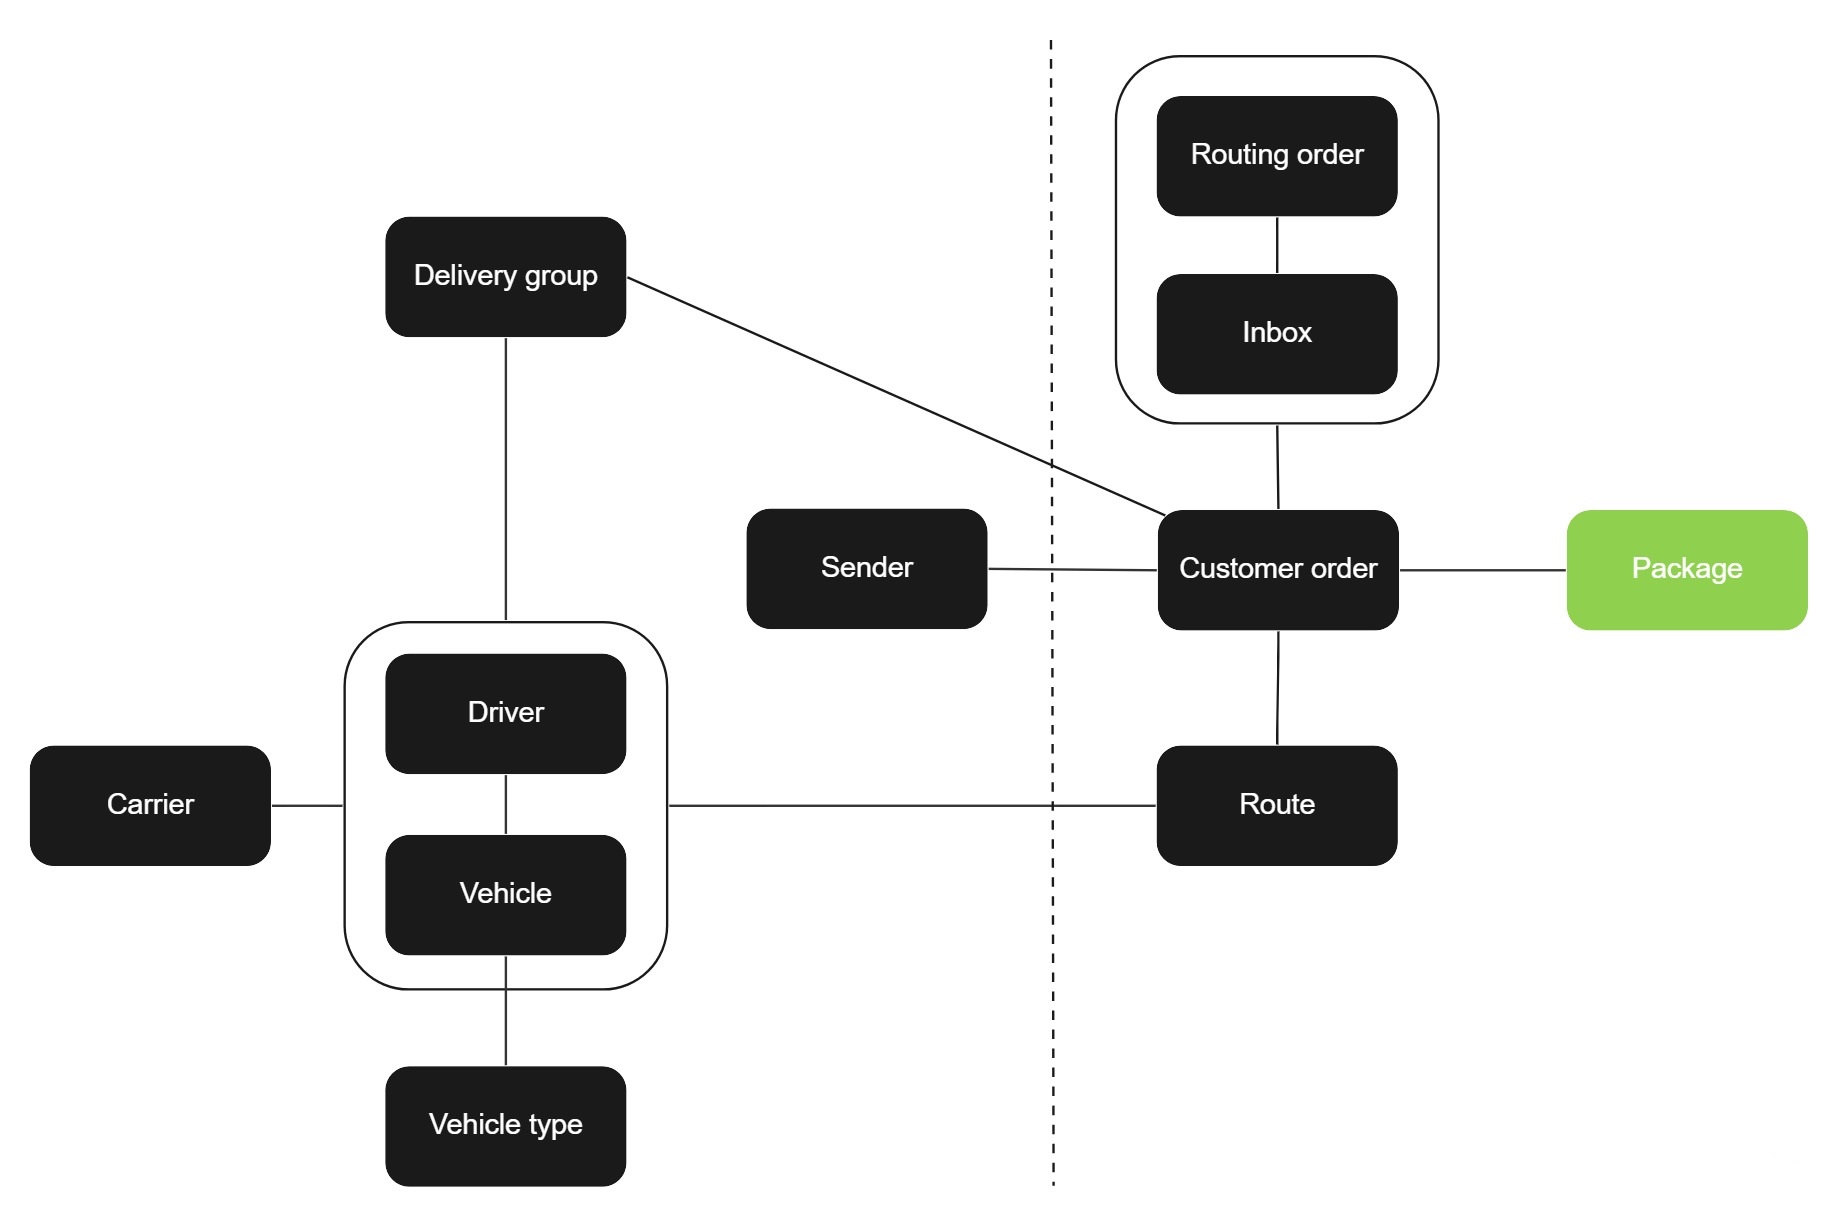 Routing order
Delivery group
Inbox
Sender
Customer order
Package
Driver
Carrier
Route
Vehicle
Vehicle type